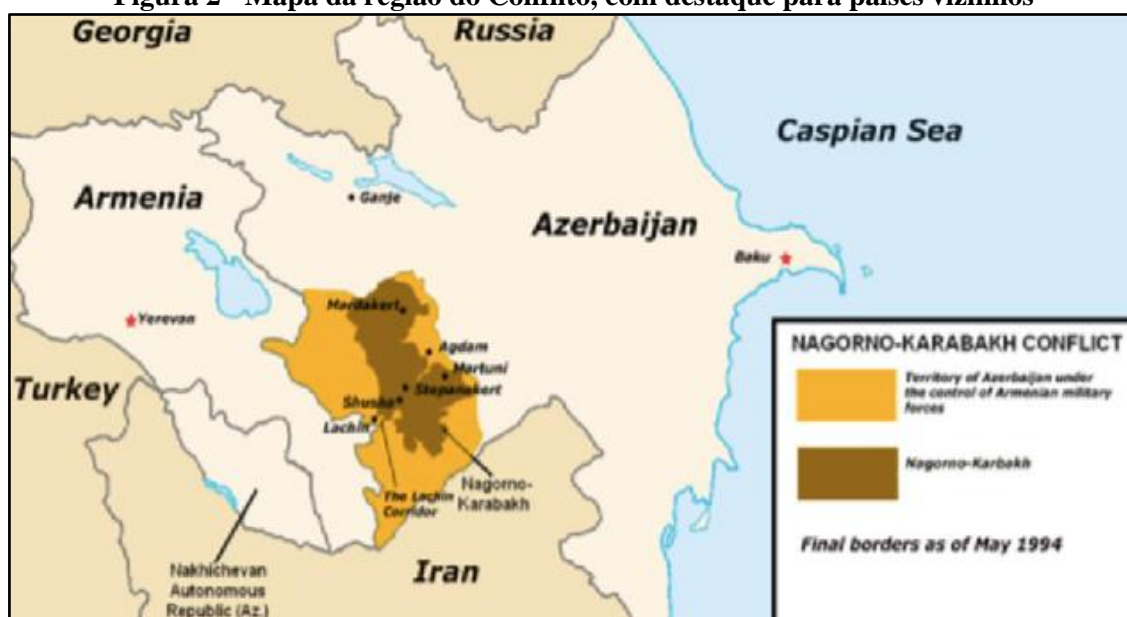 Figura 2 - Mapa da região do Conflito, com destaque para países vizinhos
Georgia
Russia
Caspian Sea
Armenia
Ganje
Azerbaijan
Baku
Mardakert
Yerevan
Agdam
Martuni
Turkey
Stepanakert
Shusha
Lachin
The Lachin
Corridor
Nagorno-
Karabakh
Iran
Nakhichevan
Autonomous
Republic (Az.)
NAGORNO-KARABAKH CONFLICT
Territory of Azerbaijan under
the control of Armenian military
forces
Nagorno-Karbakh
Final borders as of May 1994